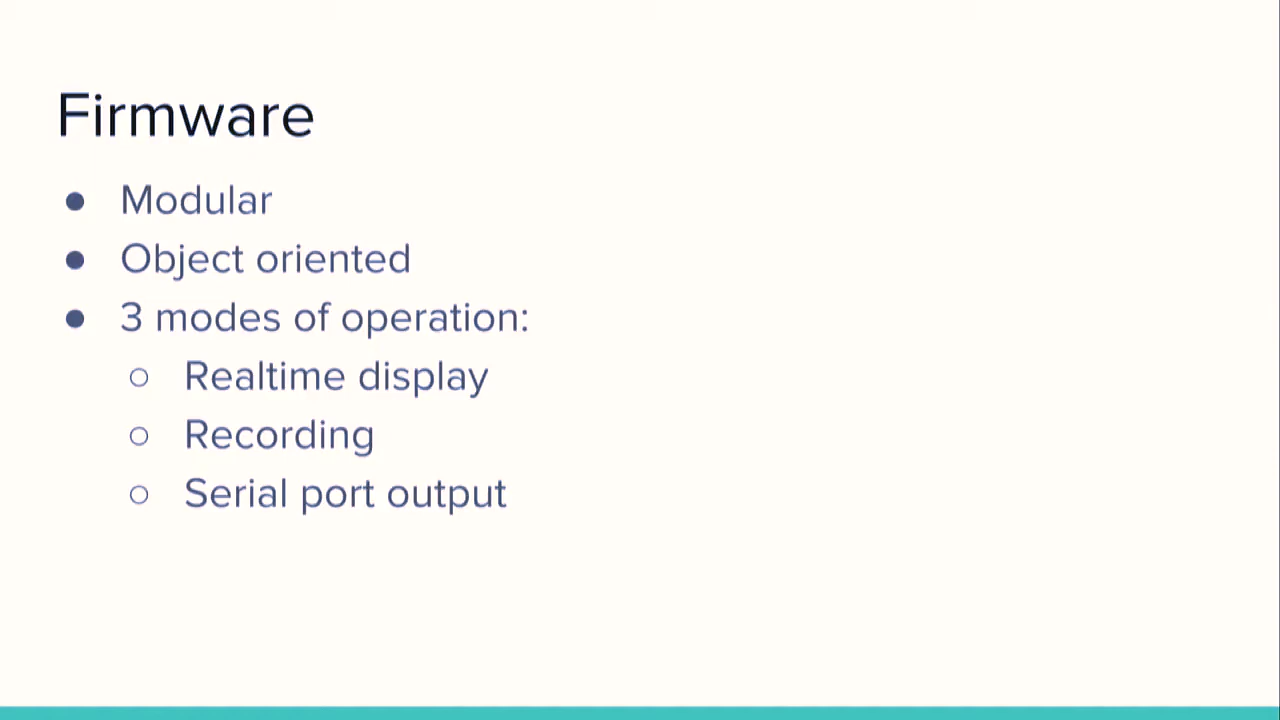 Firmware
● Modular
● Object oriented
● 3 modes of operation:
○ Realtime display
○ Recording
○ Serial port output